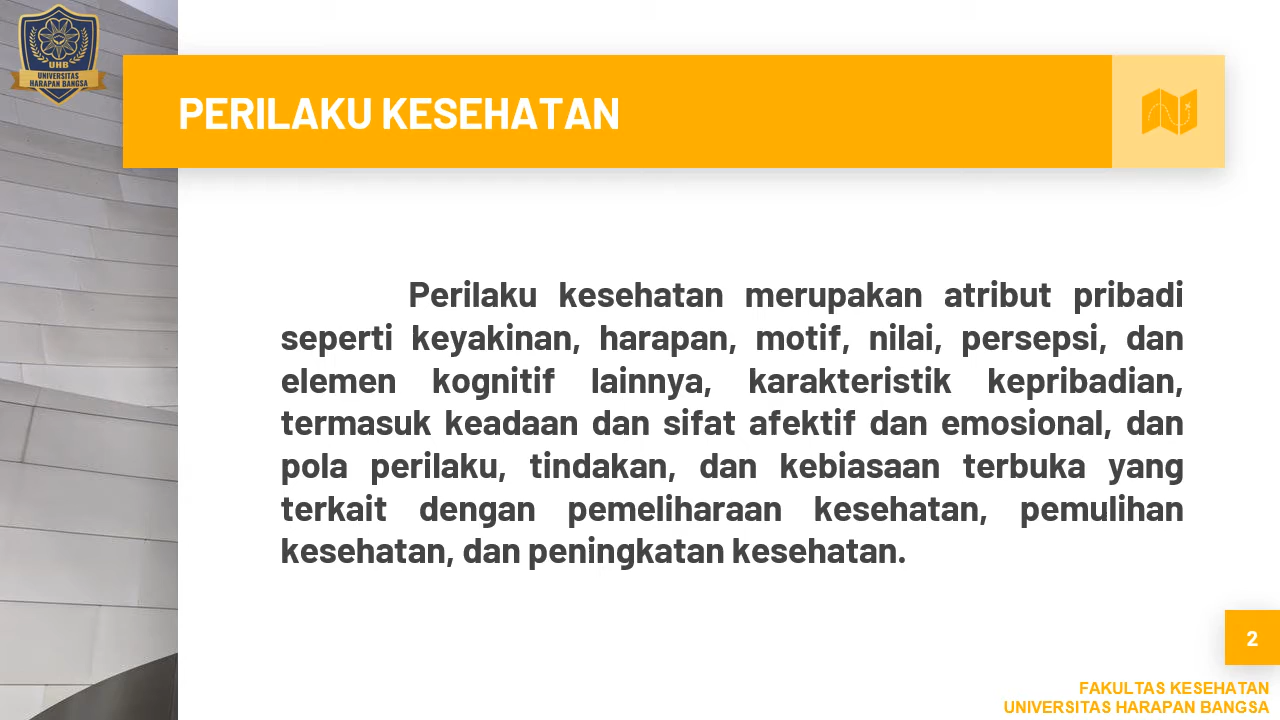 UHB
UNIVERSITAS
HARAPAN BANGSA
PERILAKU KESEHATAN
Perilaku kesehatan merupakan atribut pribadi
seperti keyakinan, harapan, motif, nilai, persepsi, dan
elemen kognitif lainnya, karakteristik kepribadian,
termasuk keadaan dan sifat afektif dan emosional, dan
pola perilaku, tindakan, dan kebiasaan terbuka yang
terkait dengan pemeliharaan kesehatan, pemulihan
kesehatan, dan peningkatan kesehatan.
2
FAKULTAS KESEHATAN
UNIVERSITAS HARAPAN BANGSA